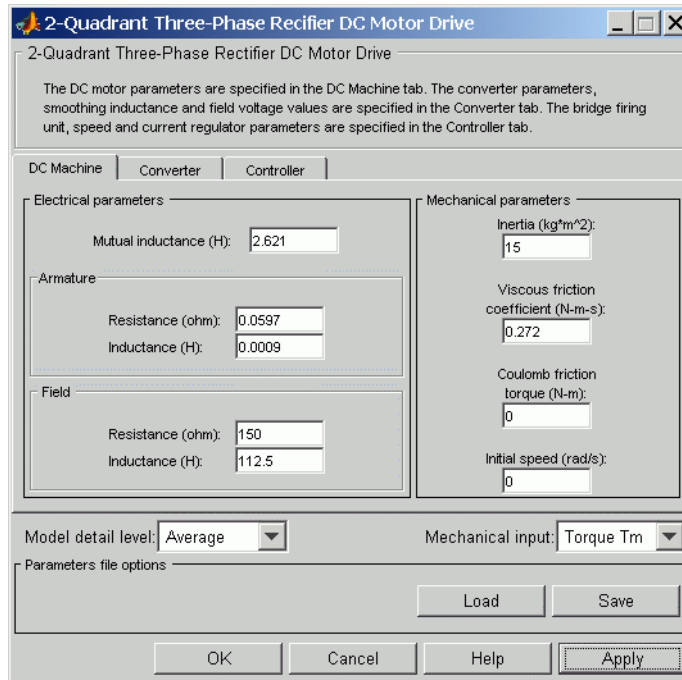 2-Quadrant Three-Phase Recifier DC Motor Drive
2-Quadrant Three-Phase Rectifier DC Motor Drive
The DC motor parameters are specified in the DC Machine tab. The converter parameters,
smoothing inductance and field voltage values are specified in the Converter tab. The bridge firing
unit, speed and current regulator parameters are specified in the Controller tab.
DC Machine Converter Controller
Electrical parameters
Mutual inductance (H): 2.621
Armature
Resistance (ohm): 0.0597
Inductance (H): 0.0009
Field
Resistance (ohm): 150
Inductance (H): 112.5
Mechanical parameters
Inertia (kg*m^2):
15
Viscous friction
coefficient (N-m-s):
0.272
Coulomb friction
torque (N-m):
0
Initial speed (rad/s):
0
Model detail level: Average
Mechanical input: Torque Tm
Parameters file options
Load Save
OK Cancel Help Apply